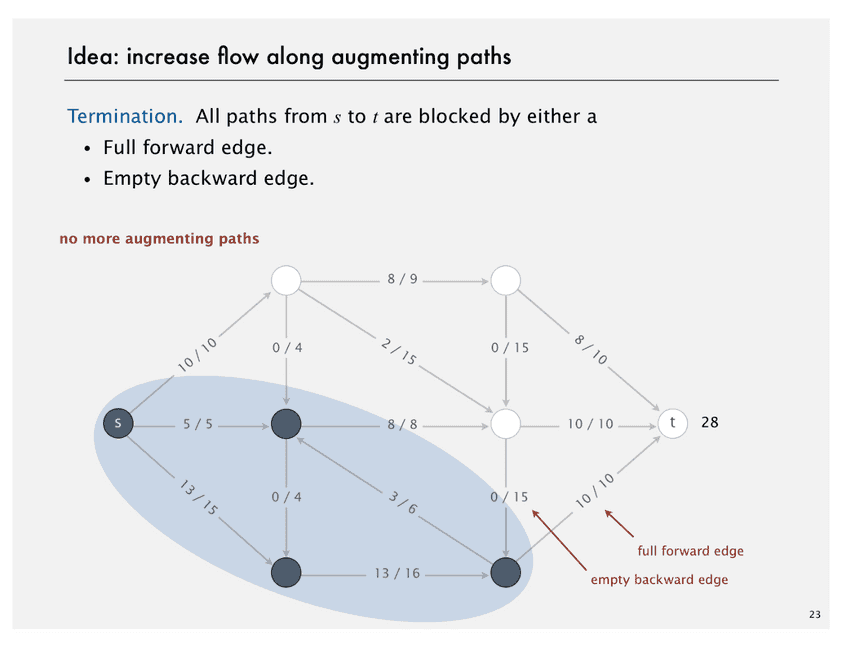 Idea: increase flow along augmenting paths
Termination. All paths from s to t are blocked by either a
• Full forward edge.
• Empty backward edge.
no more augmenting paths
8 / 9
10 / 10
0 / 4
2 / 15
0 / 15
8 / 10
s
5 / 5
8 / 8
10 / 10
t
28
13 / 15
0 / 4
3 / 6
0 / 15
10 / 10
full forward edge
13 / 16
empty backward edge
23